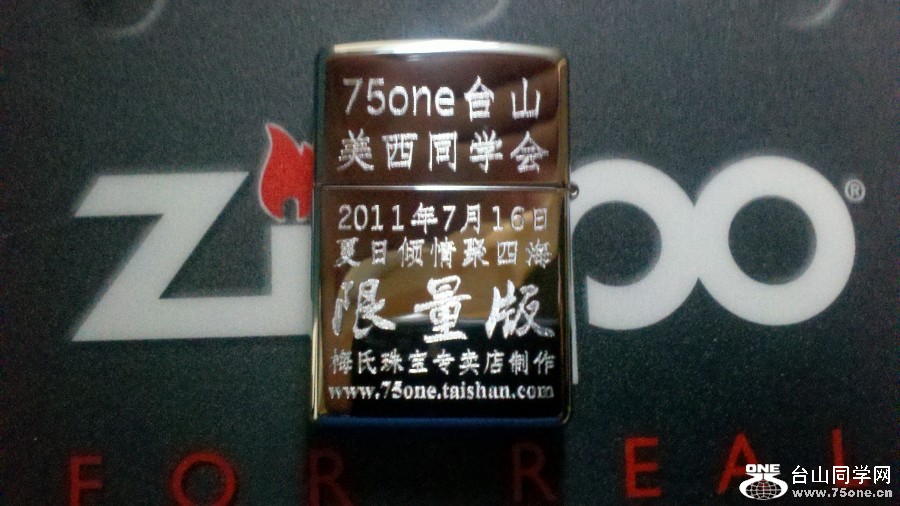 75one台山
美西同学会
Zippo®
2011年7月16日
夏日倾情聚四海
限量版
梅氏珠宝专卖店制作
www.75one.taishan.com
FOR REAL
ONE 台山同学网
www.75one.cn